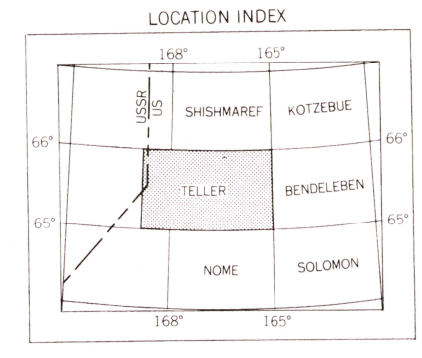 LOCATION INDEX
168° 165°
USSR
US
SHISHMAREF KOTZEBUE
66° 66°
TELLER BENDELEBEN
65° 65°
NOME SOLOMON
168° 165°